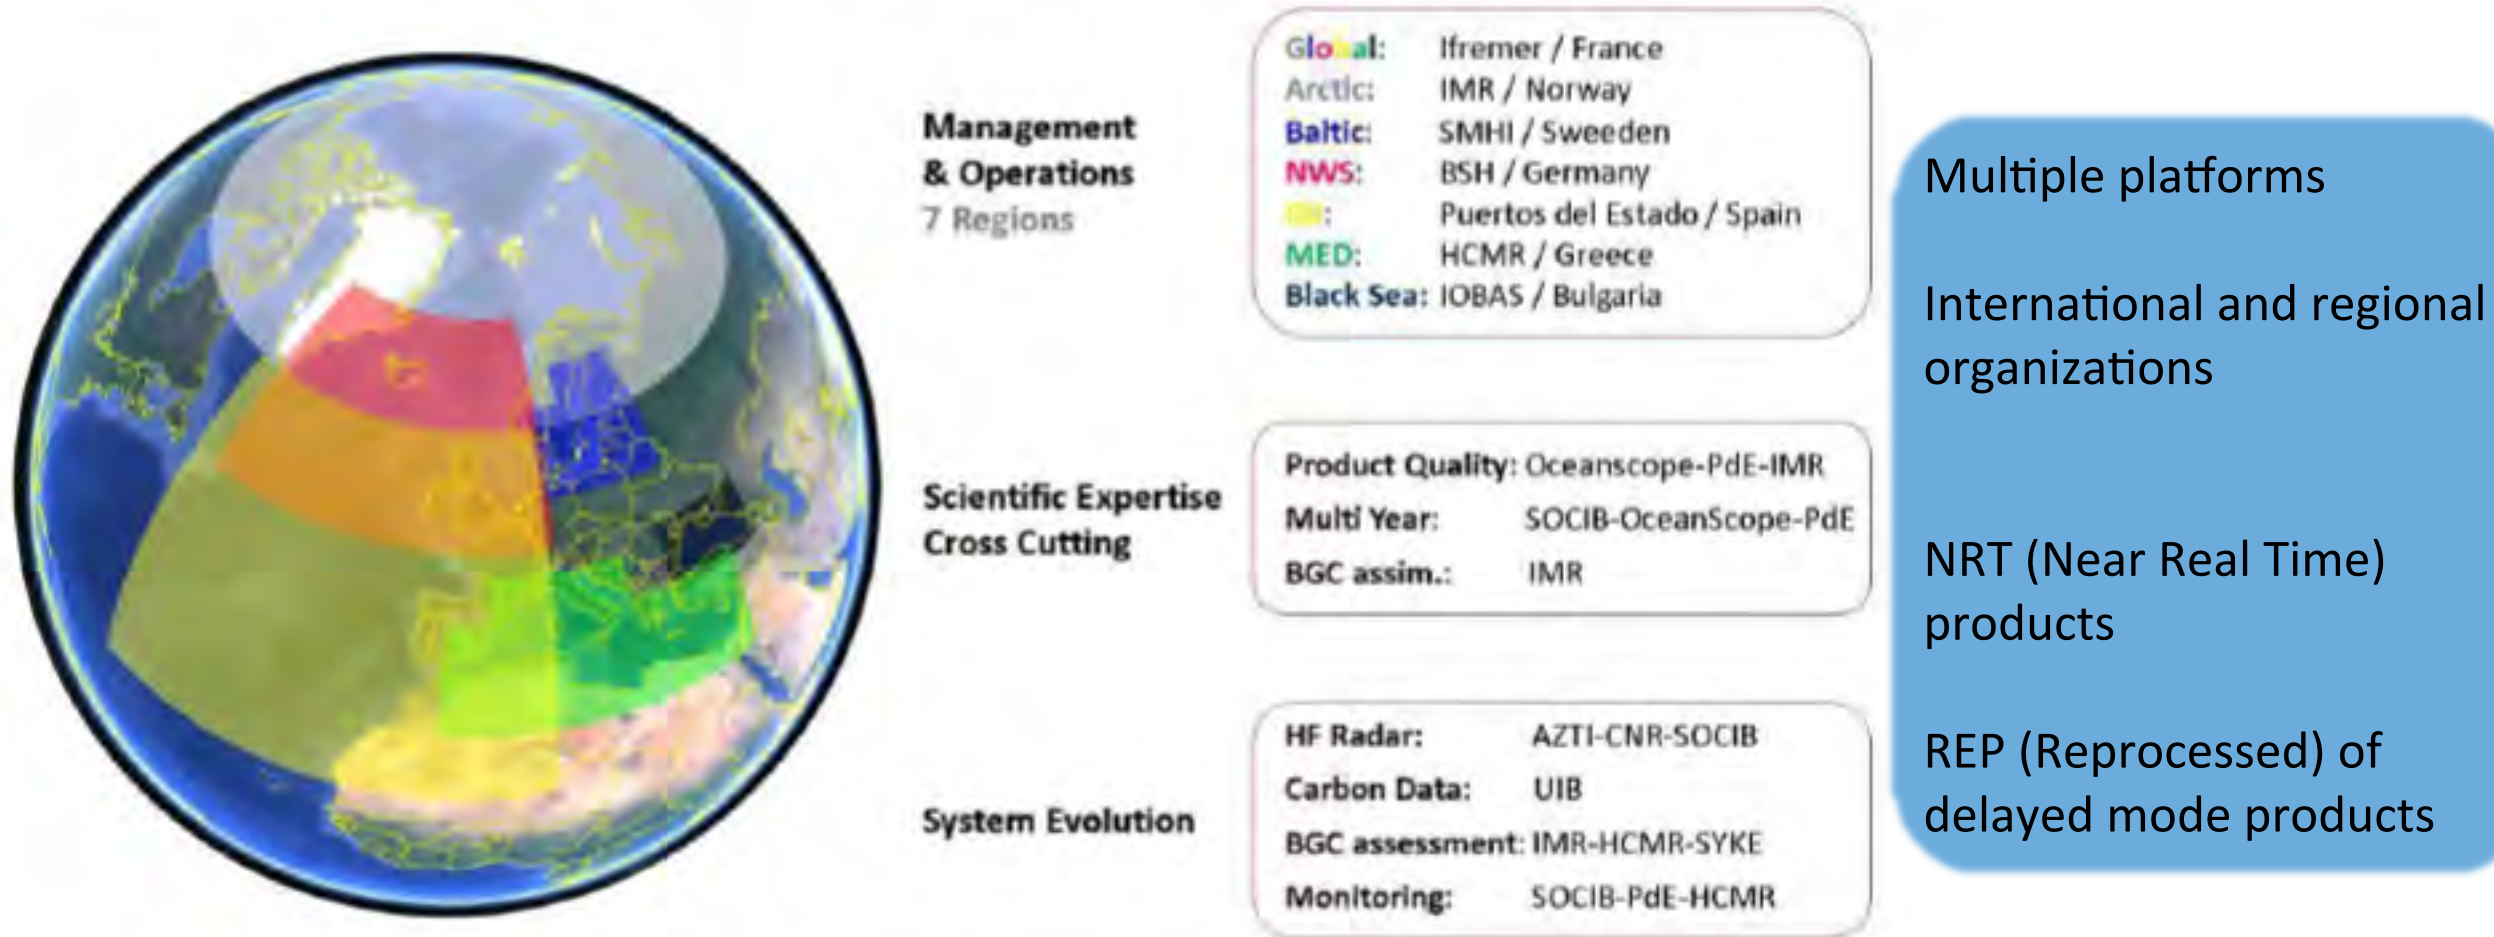 Management
& Operations
7 Regions
Global: Ifremer / France
Arctic: IMR / Norway
Baltic: SMHI / Sweeden
NWS: BSH / Germany
: Puertos del Estado / Spain
MED: HCMR / Greece
Black Sea: IOBAS / Bulgaria
Scientific Expertise
Cross Cutting
Product Quality: Oceanscope-PdE-IMR
Multi Year: SOCIB-OceanScope-PdE
BGC assim.: IMR
System Evolution
HF Radar: AZTI-CNR-SOCIB
Carbon Data: UIB
BGC assessment: IMR-HCMR-SYKE
Monitoring: SOCIB-PdE-HCMR
Multiple platforms
International and regional
organizations
NRT (Near Real Time)
products
REP (Reprocessed) of
delayed mode products